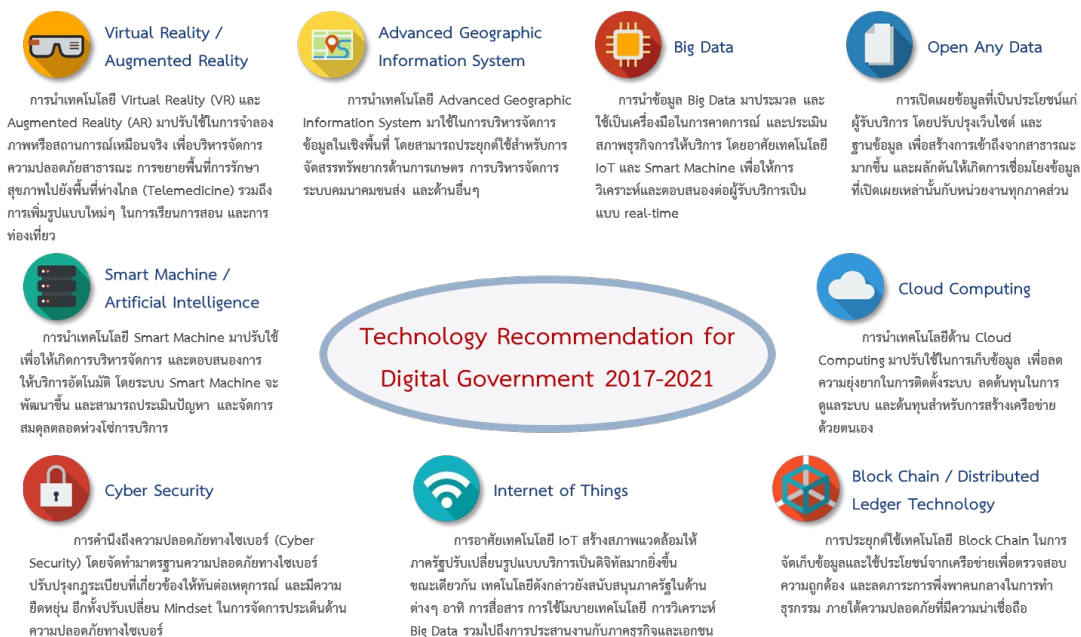 Virtual Reality /
Augmented Reality
การนำเทคโนโลยี Virtual Reality (VR) และ
Augmented Reality (AR) มาปรับใช้ในการจำลอง
ภาพหรือสถานการณ์เหมือนจริง เพื่อบริหารจัดการ
ความปลอดภัยสาธารณะ การขยายพื้นที่การรักษา
สุขภาพไปยังพื้นที่ห่างไกล (Telemedicine) รวมถึง
การเพิ่มรูปแบบใหม่ๆ ในการเรียนการสอน และการ
ท่องเที่ยว
Advanced Geographic
Information System
การนำเทคโนโลยี Advanced Geographic
Information System มาใช้ในการบริหารจัดการ
ข้อมูลในเชิงพื้นที่ โดยสามารถประยุกต์ใช้สำหรับการ
จัดสรรทรัพยากรด้านการเกษตร การบริหารจัดการ
ระบบคมนาคมขนส่ง และด้านอื่นๆ
Big Data
การนำข้อมูล Big Data มาประมวล และ
ใช้เป็นเครื่องมือในการคาดการณ์ และประเมิน
สภาพธุรกิจการให้บริการ โดยอาศัยเทคโนโลยี
IoT และ Smart Machine เพื่อให้การ
วิเคราะห์และตอบสนองต่อผู้รับบริการเป็น
แบบ real-time
Open Any Data
การเปิดเผยข้อมูลที่เป็นประโยชน์แก่
ผู้รับบริการ โดยปรับปรุงเว็บไซต์ และ
ฐานข้อมูล เพื่อสร้างการเข้าถึงจากสาธารณะ
มากขึ้น และผลักดันให้เกิดการเชื่อมโยงข้อมูล
ที่เปิดเผยเหล่านั้นกับหน่วยงานทุกภาคส่วน
Smart Machine /
Artificial Intelligence
การนำเทคโนโลยี Smart Machine มาปรับใช้
เพื่อให้เกิดการบริหารจัดการ และตอบสนองการ
ให้บริการอัตโนมัติ โดยระบบ Smart Machine จะ
พัฒนาขึ้น และสามารถประเมินปัญหา และจัดการ
สมดุลตลอดห่วงโซ่การบริการ
Technology Recommendation for
Digital Government 2017-2021
Cloud Computing
การนำเทคโนโลยีด้าน Cloud
Computing มาปรับใช้ในการเก็บข้อมูล เพื่อลด
ความยุ่งยากในการติดตั้งระบบ ลดต้นทุนในการ
ดูแลระบบ และต้นทุนสำหรับการสร้างเครือข่าย
ด้วยตนเอง
Cyber Security
การคำนึงถึงความปลอดภัยทางไซเบอร์ (Cyber
Security) โดยจัดทำมาตรฐานความปลอดภัยทางไซเบอร์
ปรับปรุงกฎระเบียบที่เกี่ยวข้องให้ทันต่อเหตุการณ์ และมีความ
ยืดหยุ่น อีกทั้งปรับเปลี่ยน Mindset ในการจัดการประเด็นด้าน
ความปลอดภัยทางไซเบอร์
Internet of Things
การอาศัยเทคโนโลยี IoT สร้างสภาพแวดล้อมให้
ภาครัฐปรับเปลี่ยนรูปแบบบริการเป็นดิจิทัลมากยิ่งขึ้น
ขณะเดียวกัน เทคโนโลยีดังกล่าวยังสนับสนุนภาครัฐในด้าน
ต่างๆ อาทิ การสื่อสาร การใช้โมบายเทคโนโลยี การวิเคราะห์
Big Data รวมไปถึงการประสานงานกับภาคธุรกิจและเอกชน
Block Chain / Distributed
Ledger Technology
การประยุกต์ใช้เทคโนโลยี Block Chain ในการ
จัดเก็บข้อมูลและใช้ประโยชน์จากเครือข่ายเพื่อตรวจสอบ
ความถูกต้อง และลดภาระการพึ่งพาคนกลางในการทำ
ธุรกรรม ภายใต้ความปลอดภัยที่มีความน่าเชื่อถือ